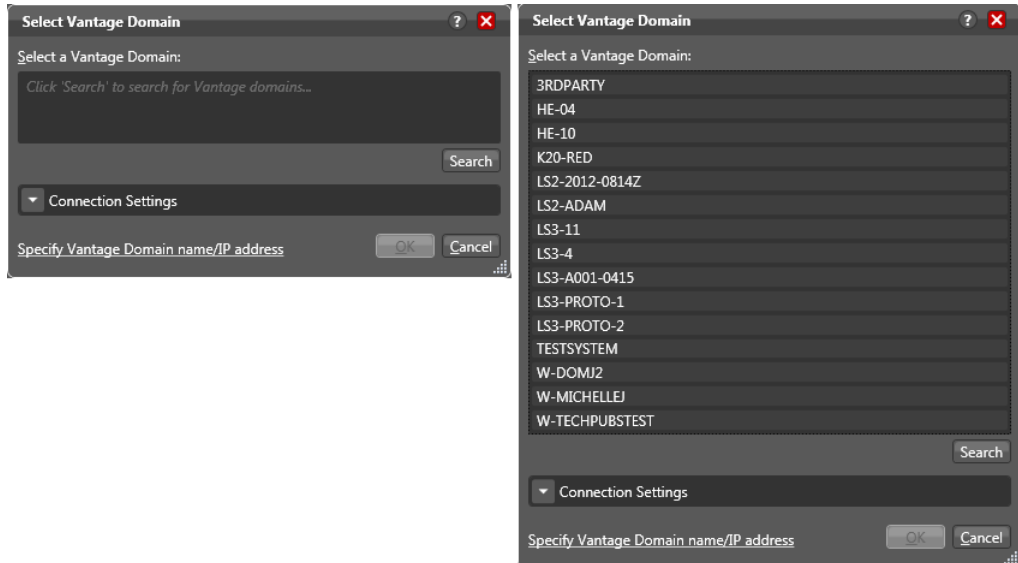 Select Vantage Domain ?
Select a Vantage Domain:
Click 'Search' to search for Vantage domains...
Search
Connection Settings
Specify Vantage Domain name/IP address OK Cancel
Select Vantage Domain ?
Select a Vantage Domain:
3RDPARTY
HE-04
HE-10
K20-RED
LS2-2012-0814Z
LS2-ADAM
LS3-11
LS3-4
LS3-A001-0415
LS3-PROTO-1
LS3-PROTO-2
TESTSYSTEM
W-DOMJ2
W-MICHELLEJ
W-TECHPUBSTEST
Search
Connection Settings
Specify Vantage Domain name/IP address OK Cancel